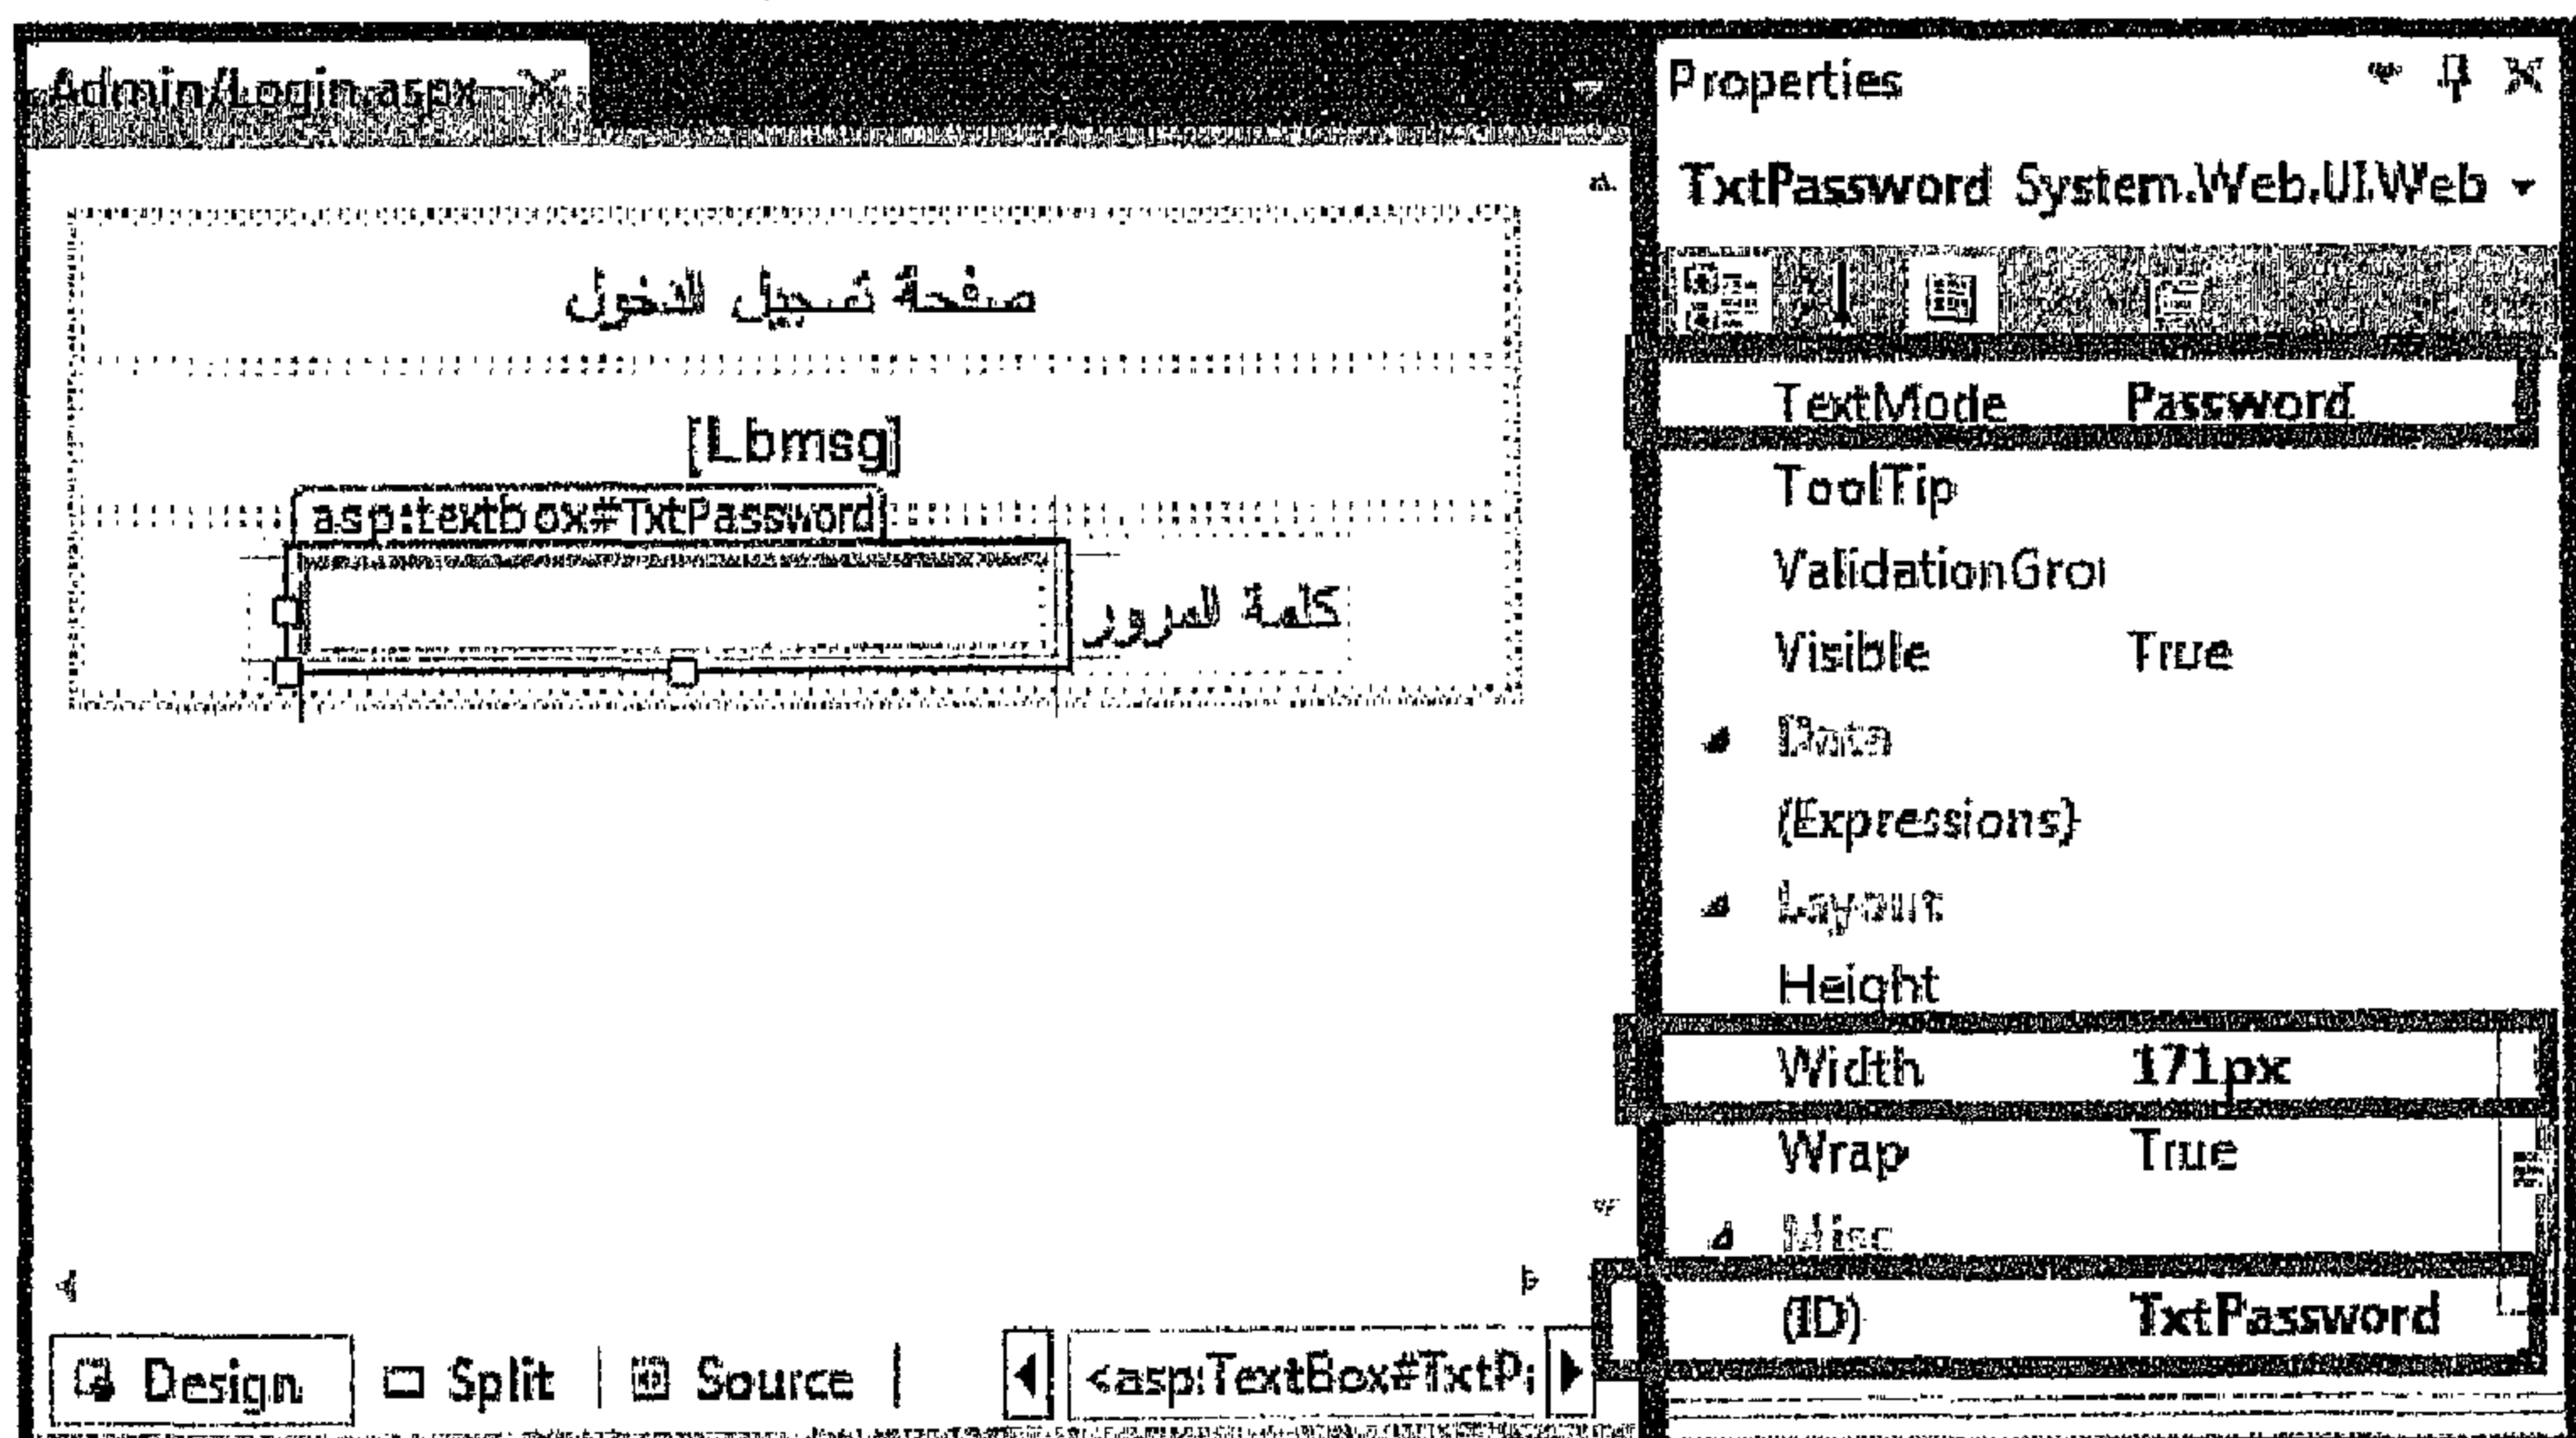 Admin/Login.aspx
صفحة تسجيل الدخول
[Lbmsg]
asp:textbox#TxtPassword
كلمة المرور
Design Split Source <asp:TextBox#TxtP
Properties
TxtPassword System.Web.UI.Web
TextMode Password
ToolTip
ValidationGro
Visible True
Data
(Expressions)
Layout
Height
Width 171px
Wrap True
Misc
(ID) TxtPassword